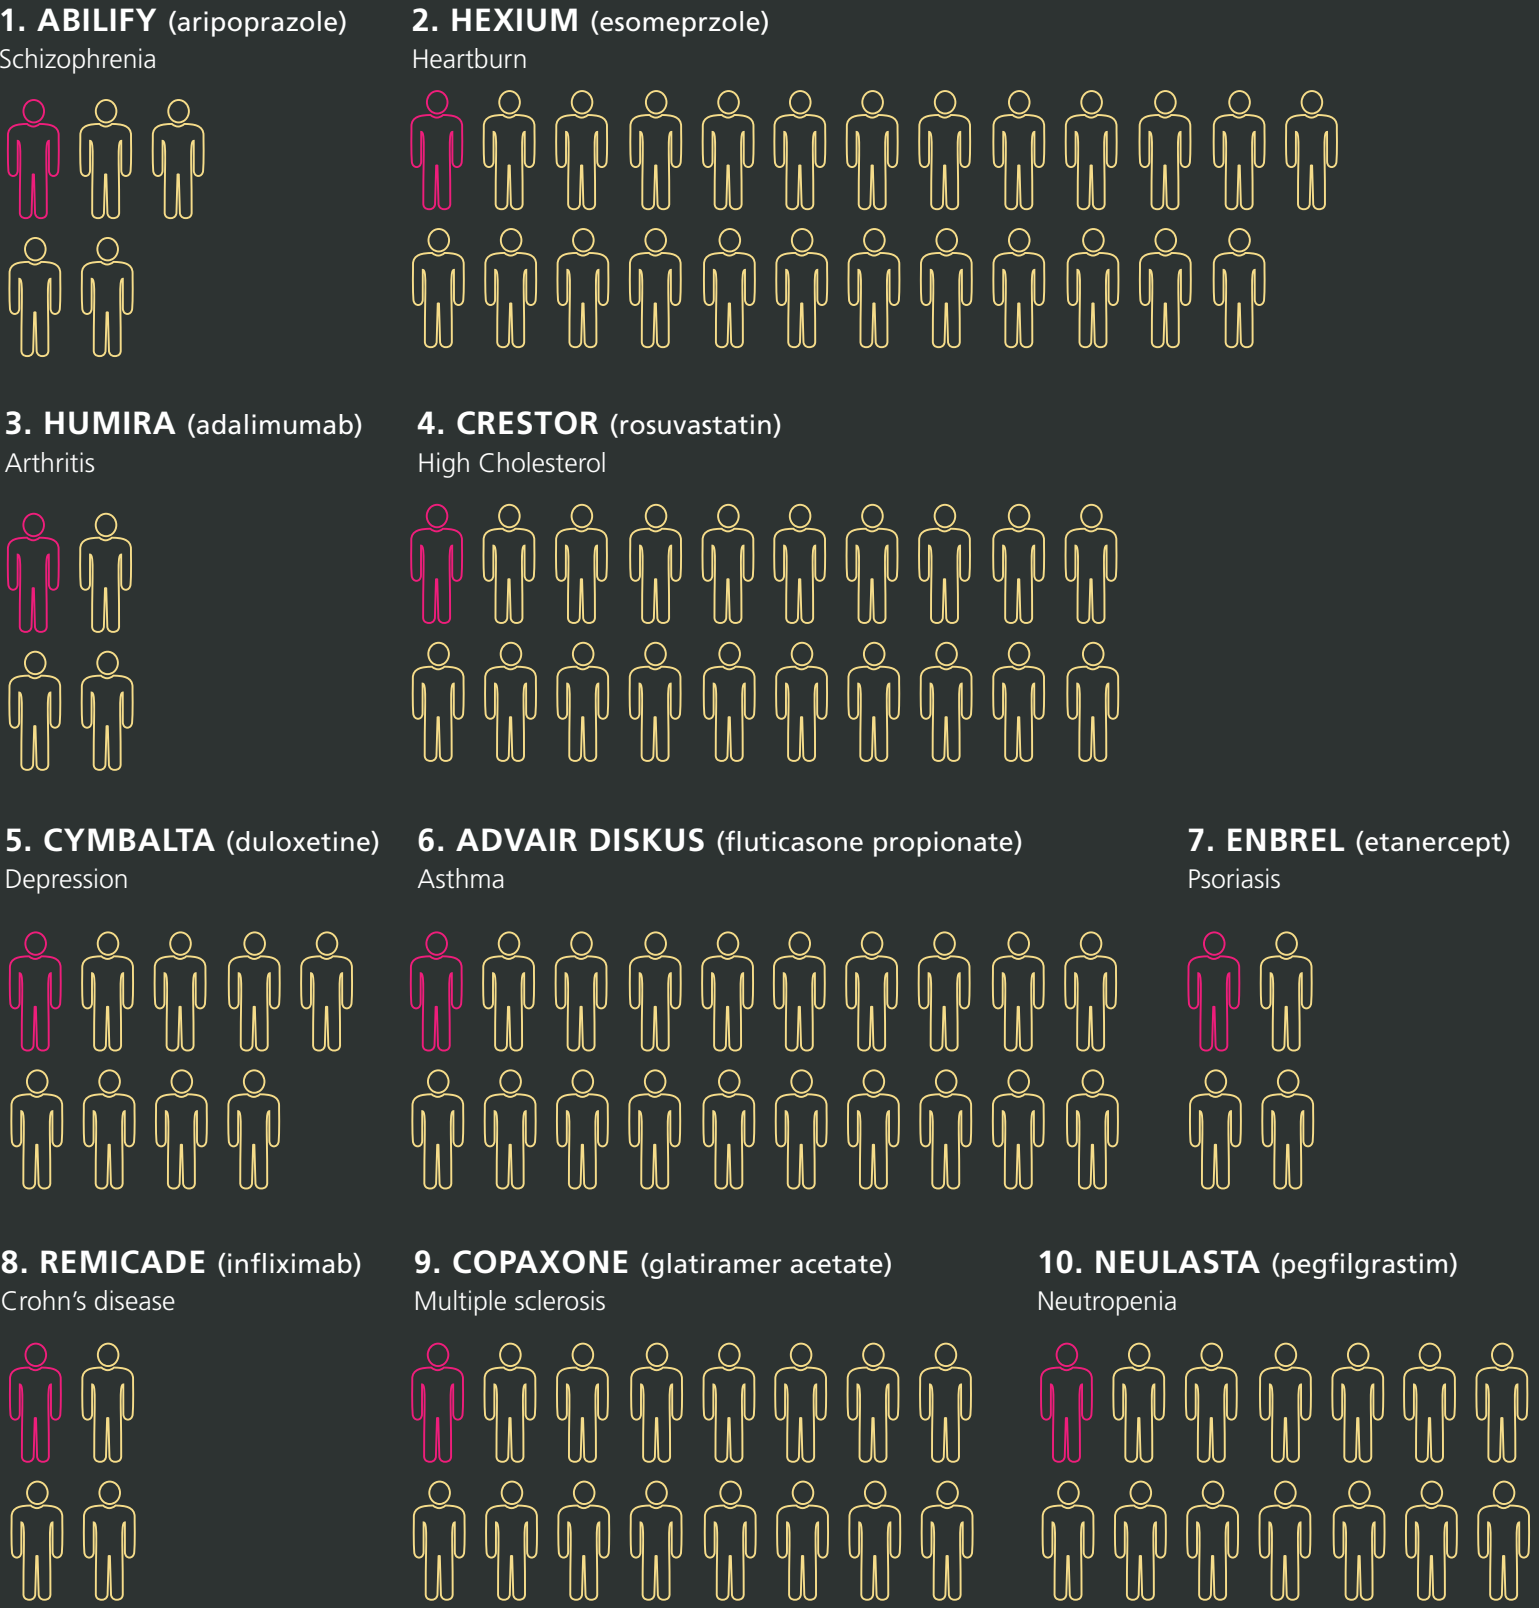 1. ABILIFY (aripoprazole)
Schizophrenia
2. HEXIUM (esomeprzole)
Heartburn
3. HUMIRA (adalimumab)
Arthritis
4. CRESTOR (rosuvastatin)
High Cholesterol
5. CYMBALTA (duloxetine)
Depression
6. ADVAIR DISKUS (fluticasone propionate)
Asthma
7. ENBREL (etanercept)
Psoriasis
8. REMICADE (infliximab)
Crohn’s disease
9. COPAXONE (glatiramer acetate)
Multiple sclerosis
10. NEULASTA (pegfilgrastim)
Neutropenia